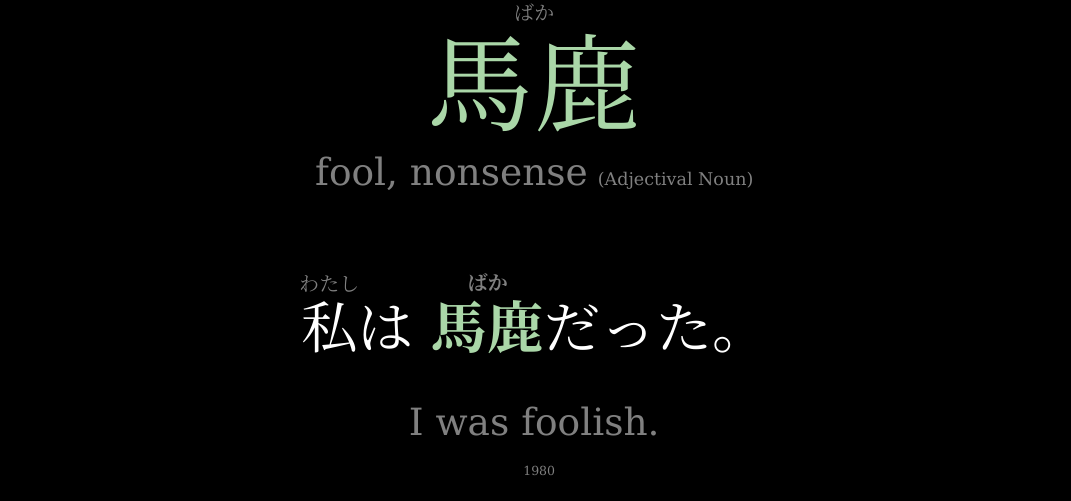 ばか
馬鹿
fool, nonsense (Adjectival Noun)
わたし ばか
私は 馬鹿だった。
I was foolish.
1980